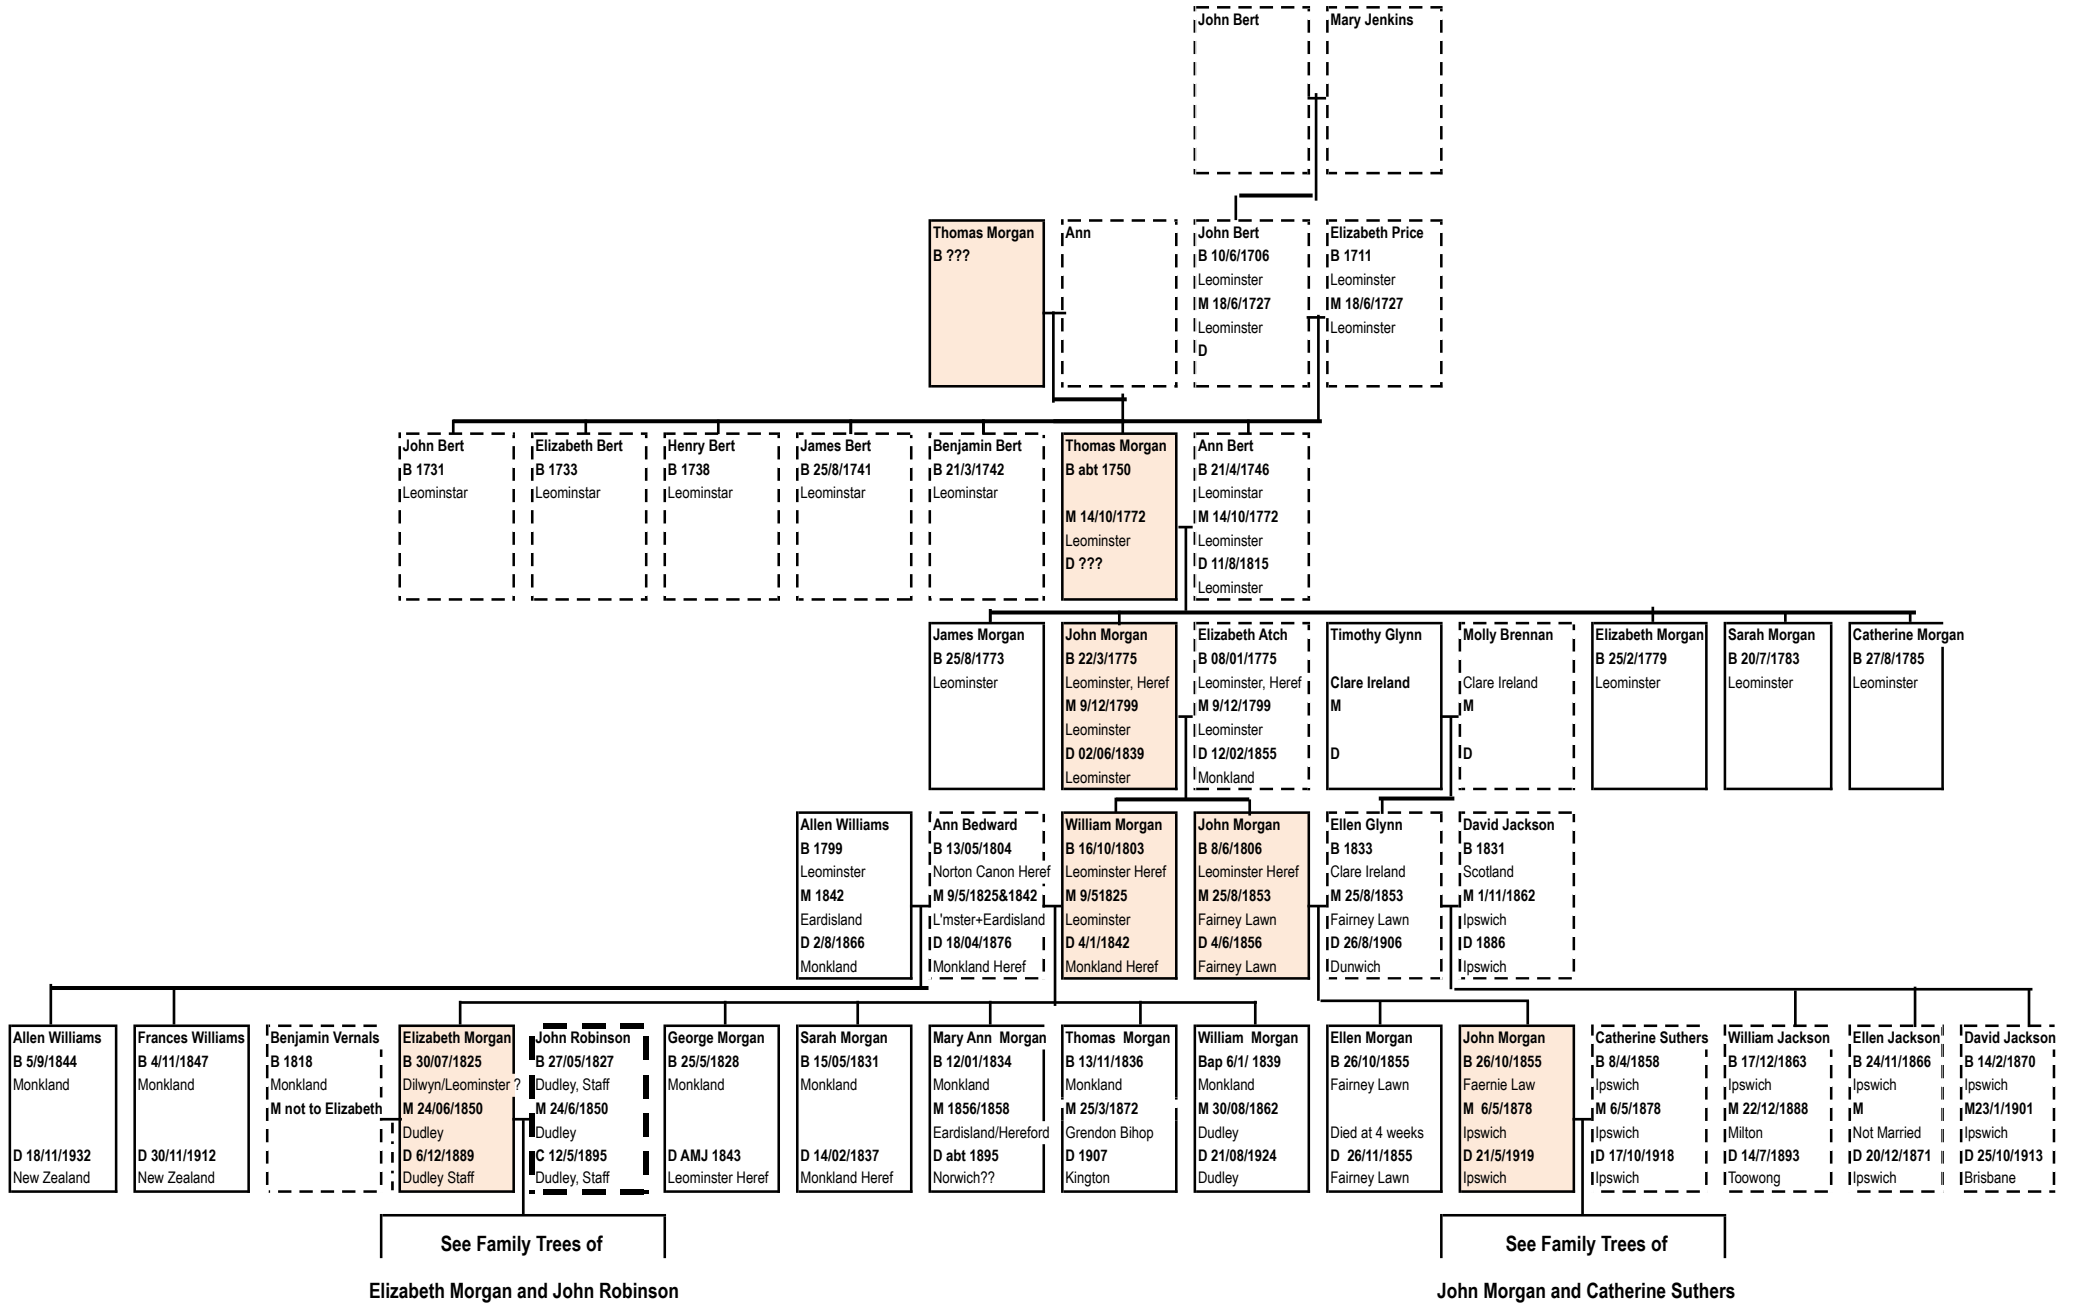 John Bert
Mary Jenkins
Thomas Morgan
B ???
Ann
John Bert
B 10/6/1706
Leominster
M 18/6/1727
Leominster
D
Elizabeth Price
B 1711
Leominster
M 18/6/1727
Leominster
John Bert
B 1731
Leominstar
Elizabeth Bert
B 1733
Leominstar
Henry Bert
B 1738
Leominstar
James Bert
B 25/8/1741
Leominstar
Benjamin Bert
B 21/3/1742
Leominstar
Thomas Morgan
B abt 1750
M 14/10/1772
Leominster
D ???
Ann Bert
B 21/4/1746
Leominstar
M 14/10/1772
Leominster
D 11/8/1815
Leominster
James Morgan
B 25/8/1773
Leominster
John Morgan
B 22/3/1775
Leominster, Heref
M 9/12/1799
Leominster
D 02/06/1839
Leominster
Elizabeth Atch
B 08/01/1775
Leominster, Heref
M 9/12/1799
Leominster
D 12/02/1855
Monkland
Timothy Glynn
Clare Ireland
M
D
Molly Brennan
Clare Ireland
M
D
Elizabeth Morgan
B 25/2/1779
Leominster
Sarah Morgan
B 20/7/1783
Leominster
Catherine Morgan
B 27/8/1785
Leominster
Allen Williams
B 1799
Leominster
M 1842
Eardisland
D 2/8/1866
Monkland
Ann Bedward
B 13/05/1804
Norton Canon Heref
M 9/5/1825&1842
L'mster+Eardisland
D 18/04/1876
Monkland Heref
William Morgan
B 16/10/1803
Leominster Heref
M 9/51825
Leominster
D 4/1/1842
Monkland Heref
John Morgan
B 8/6/1806
Leominster Heref
M 25/8/1853
Fairney Lawn
D 4/6/1856
Fairney Lawn
Ellen Glynn
B 1833
Clare Ireland
M 25/8/1853
Fairney Lawn
D 26/8/1906
Dunwich
David Jackson
B 1831
Scotland
M 1/11/1862
Ipswich
D 1886
Ipswich
Allen Williams
B 5/9/1844
Monkland
D 18/11/1932
New Zealand
Frances Williams
B 4/11/1847
Monkland
D 30/11/1912
New Zealand
Benjamin Vernals
B 1818
Monkland
M not to Elizabeth
Elizabeth Morgan
B 30/07/1825
Dilwyn/Leominster ?
M 24/06/1850
Dudley
D 6/12/1889
Dudley Staff
John Robinson
B 27/05/1827
Dudley, Staff
M 24/6/1850
Dudley
C 12/5/1895
Dudley, Staff
George Morgan
B 25/5/1828
Monkland
D AMJ 1843
Leominster Heref
Sarah Morgan
B 15/05/1831
Monkland
D 14/02/1837
Monkland Heref
Mary Ann Morgan
B 12/01/1834
Monkland
M 1856/1858
Eardisland/Hereford
D abt 1895
Norwich??
Thomas Morgan
B 13/11/1836
Monkland
M 25/3/1872
Grendon Bihop
D 1907
Kington
William Morgan
Bap 6/1/ 1839
Monkland
M 30/08/1862
Dudley
D 21/08/1924
Dudley
Ellen Morgan
B 26/10/1855
Fairney Lawn
Died at 4 weeks
D 26/11/1855
Fairney Lawn
John Morgan
B 26/10/1855
Faernie Law
M 6/5/1878
Ipswich
D 21/5/1919
Ipswich
Catherine Suthers
B 8/4/1858
Ipswich
M 6/5/1878
Ipswich
D 17/10/1918
Ipswich
William Jackson
B 17/12/1863
Ipswich
M 22/12/1888
Milton
D 14/7/1893
Toowong
Ellen Jackson
B 24/11/1866
Ipswich
M
Not Married
D 20/12/1871
Ipswich
David Jackson
B 14/2/1870
Ipswich
M23/1/1901
Ipswich
D 25/10/1913
Brisbane
See Family Trees of
Elizabeth Morgan and John Robinson
See Family Trees of
John Morgan and Catherine Suthers